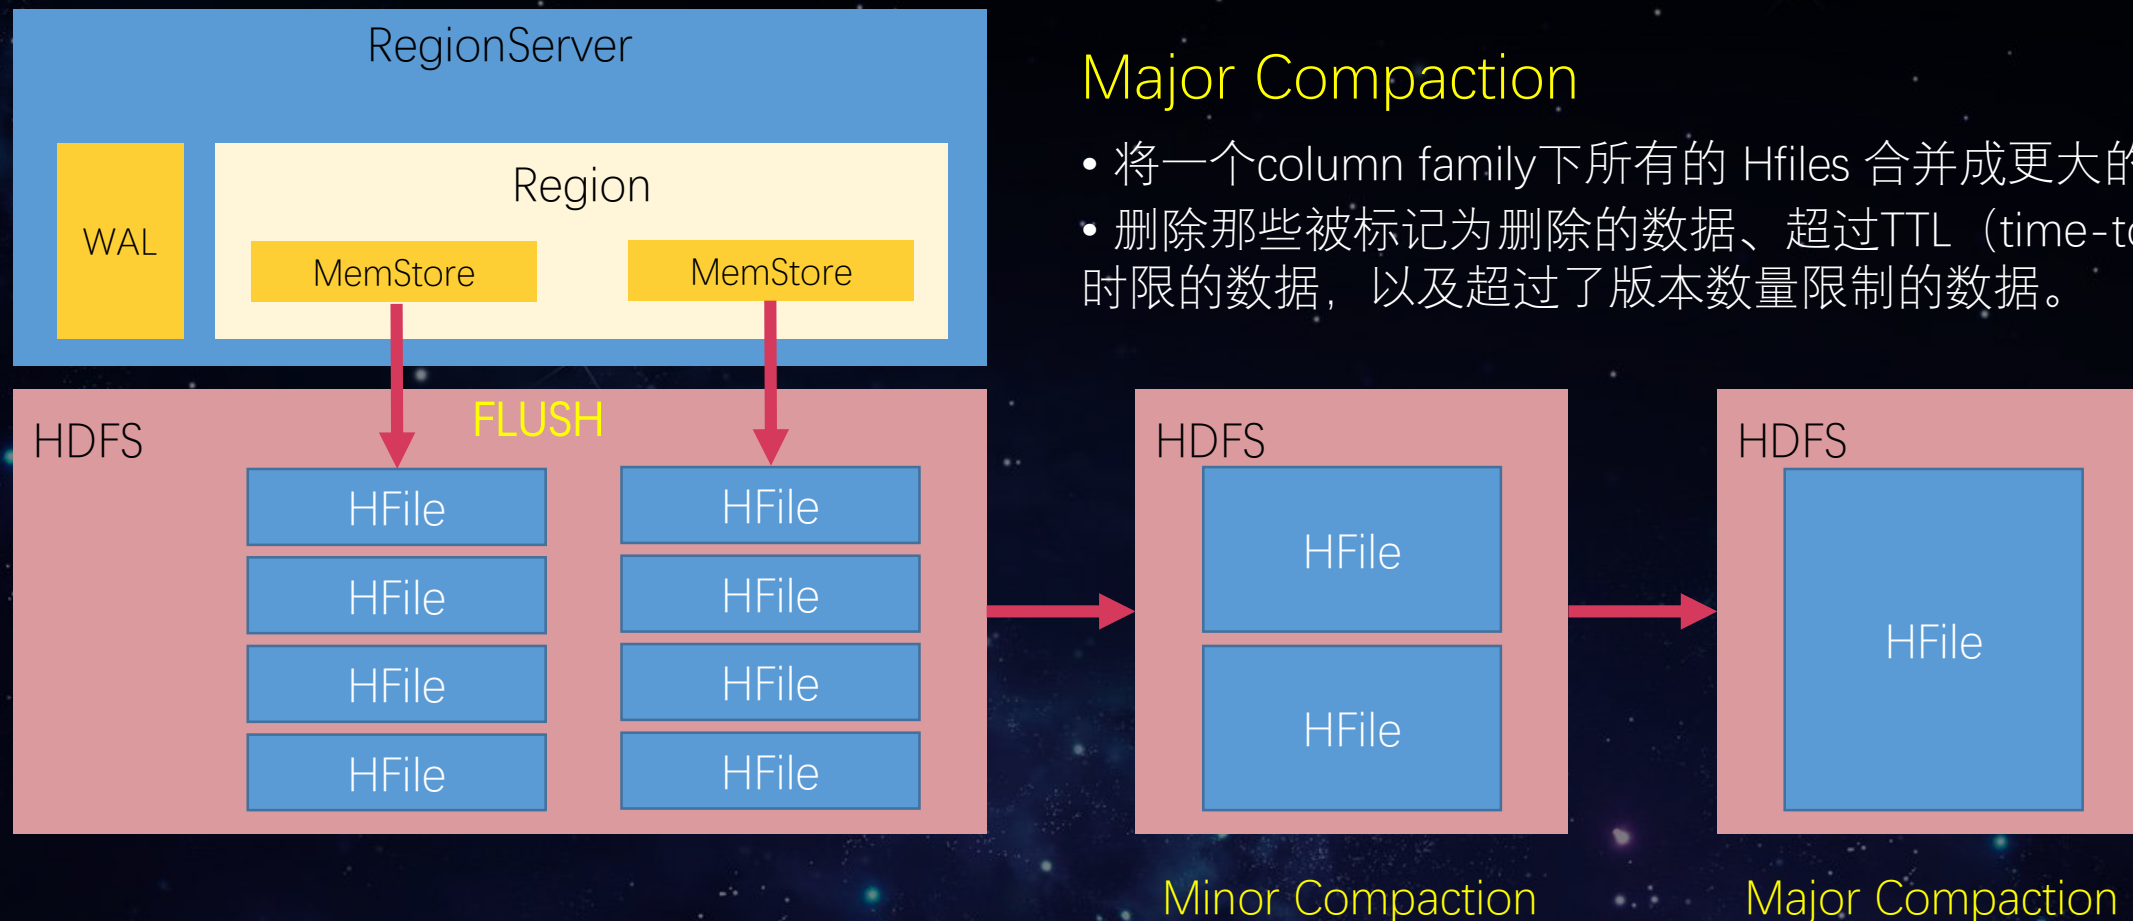 RegionServer
WAL
Region
MemStore
MemStore
Major Compaction
• 将一个column family下所有的 Hfiles 合并成更大的
• 删除那些被标记为删除的数据、超过TTL（time-to
时限的数据，以及超过了版本数量限制的数据。
HDFS
FLUSH
HFile
HFile
HFile
HFile
HFile
HFile
HFile
HFile
HDFS
HFile
HFile
HDFS
HFile
Minor Compaction
Major Compaction